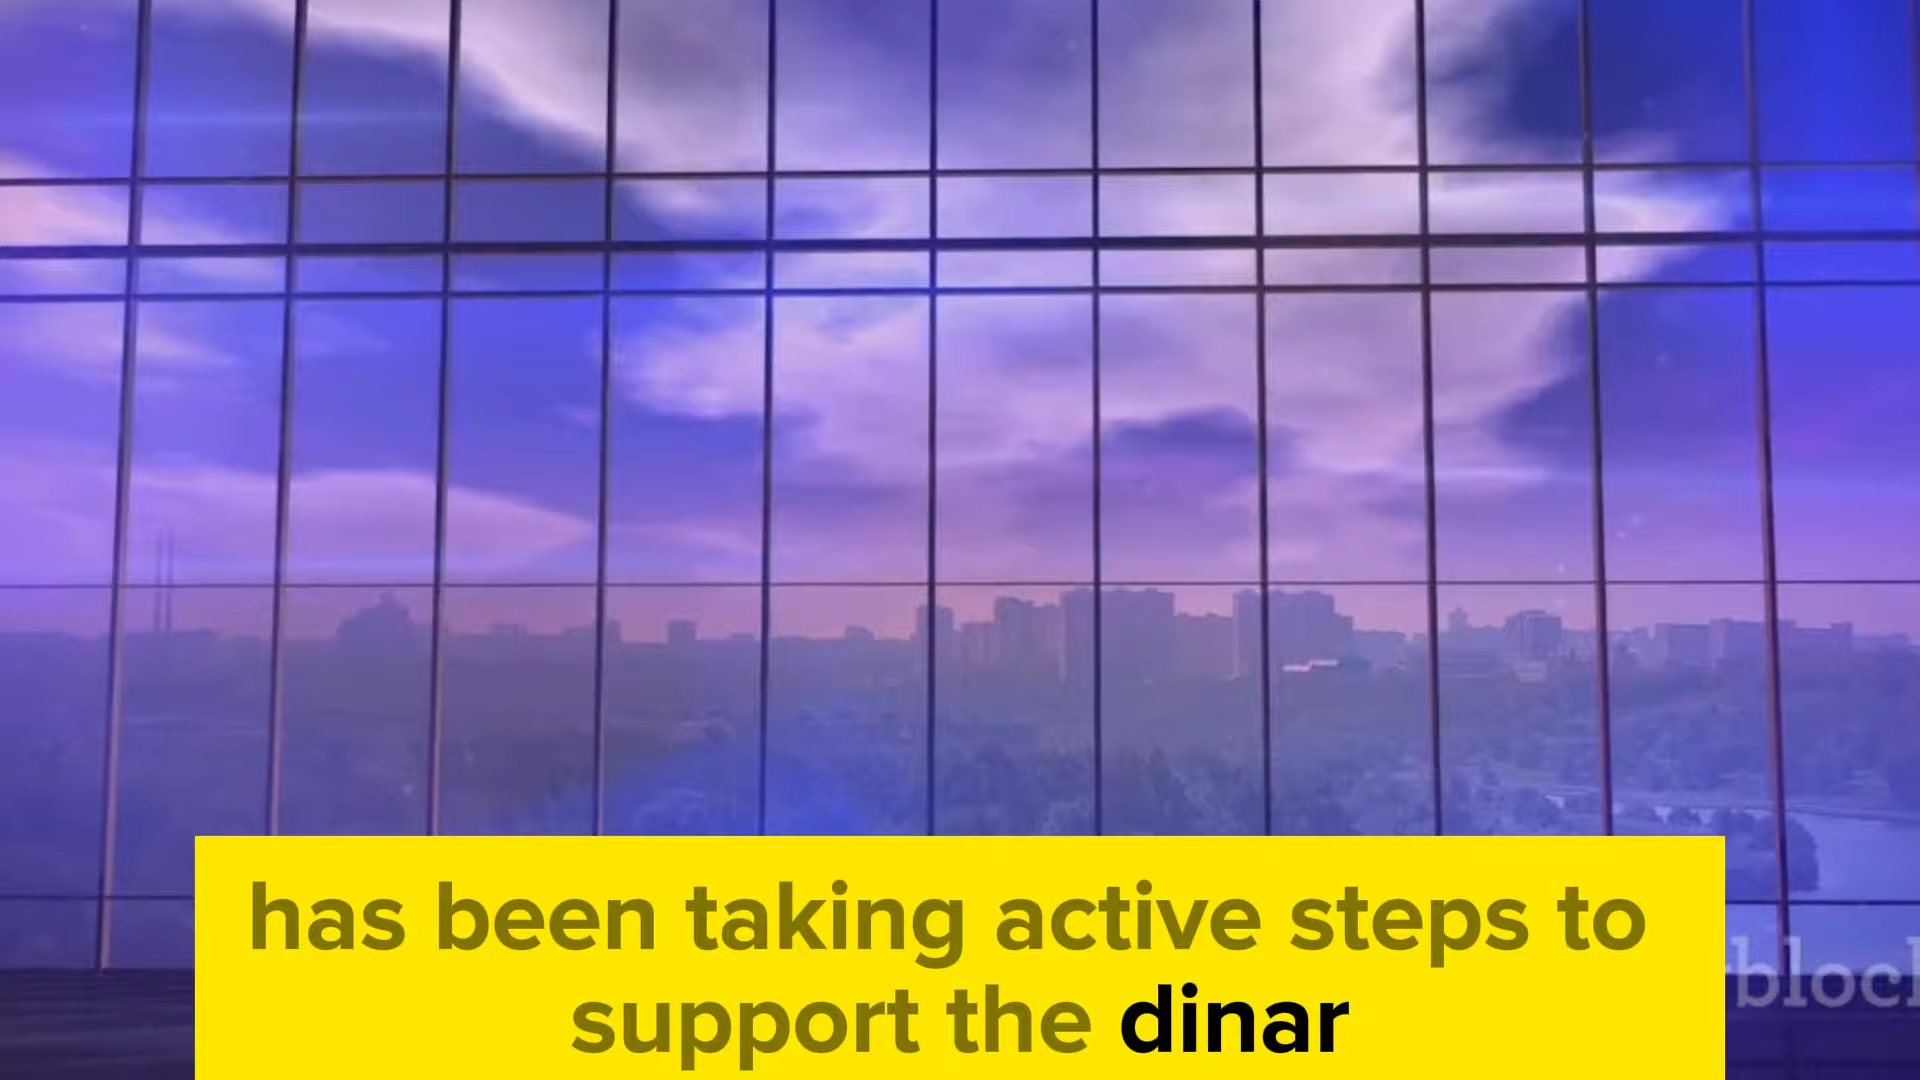 has been taking active steps to
support the dinar